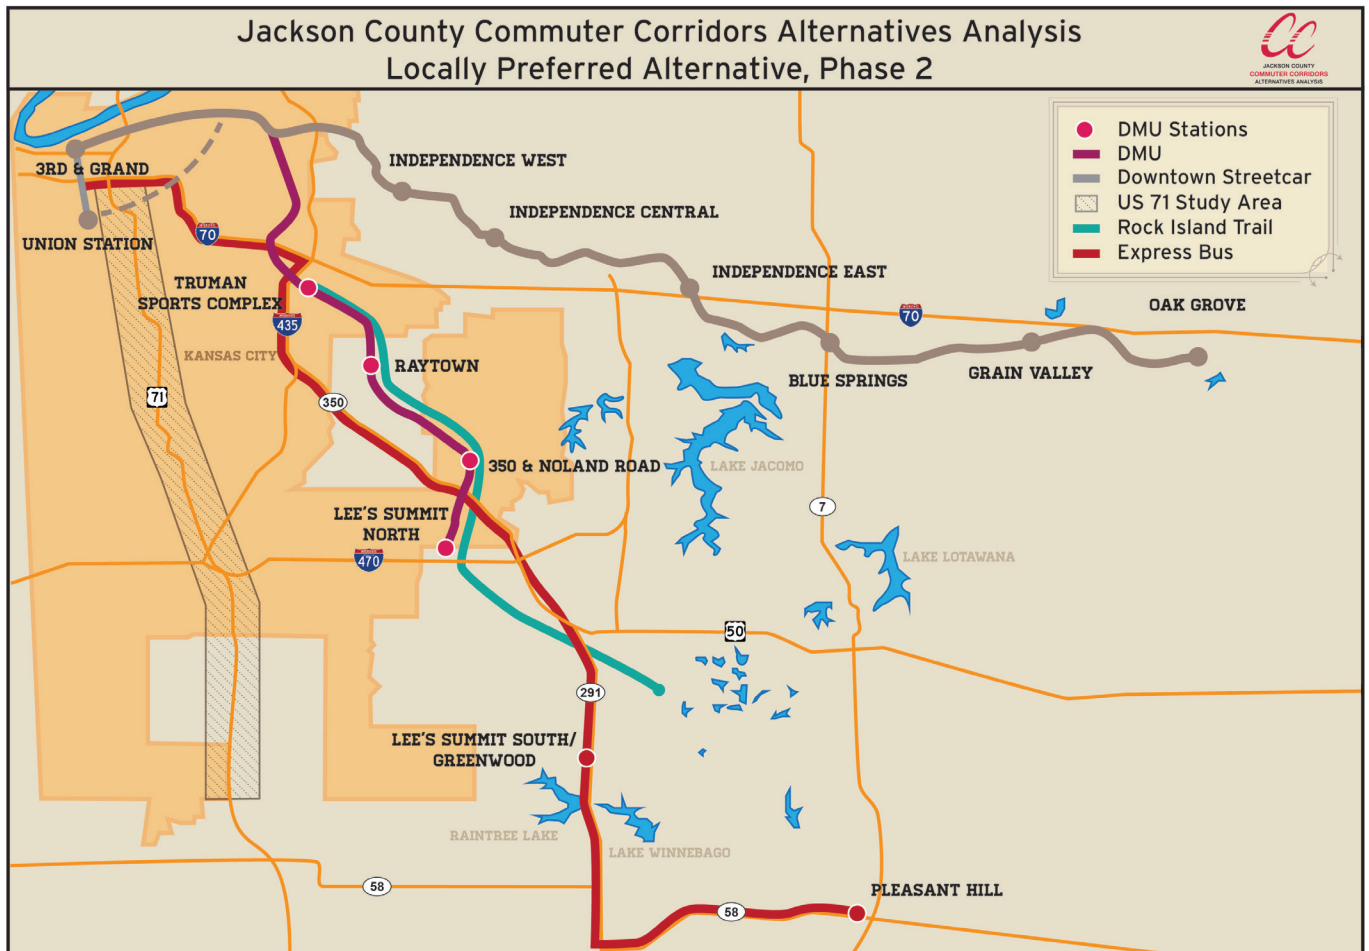 Jackson County Commuter Corridors Alternatives Analysis
Locally Preferred Alternative, Phase 2
CC
JACKSON COUNTY
COMMUTER CORRIDORS
ALTERNATIVES ANALYSIS
DMU Stations
DMU
Downtown Streetcar
US 71 Study Area
Rock Island Trail
Express Bus
3RD & GRAND
INDEPENDENCE WEST
INDEPENDENCE CENTRAL
UNION STATION
70
INDEPENDENCE EAST
TRUMAN
SPORTS COMPLEX
OAK GROVE
70
435
KANSAS CITY
RAYTOWN
BLUE SPRINGS
GRAIN VALLEY
71
350
350 & NOLAND ROAD
LAKE JACOMO
7
LEE'S SUMMIT
NORTH
470
LAKE LOTAWANA
50
291
LEE'S SUMMIT SOUTH/
GREENWOOD
RAINTREE LAKE
LAKE WINNEBAGO
58
PLEASANT HILL
58